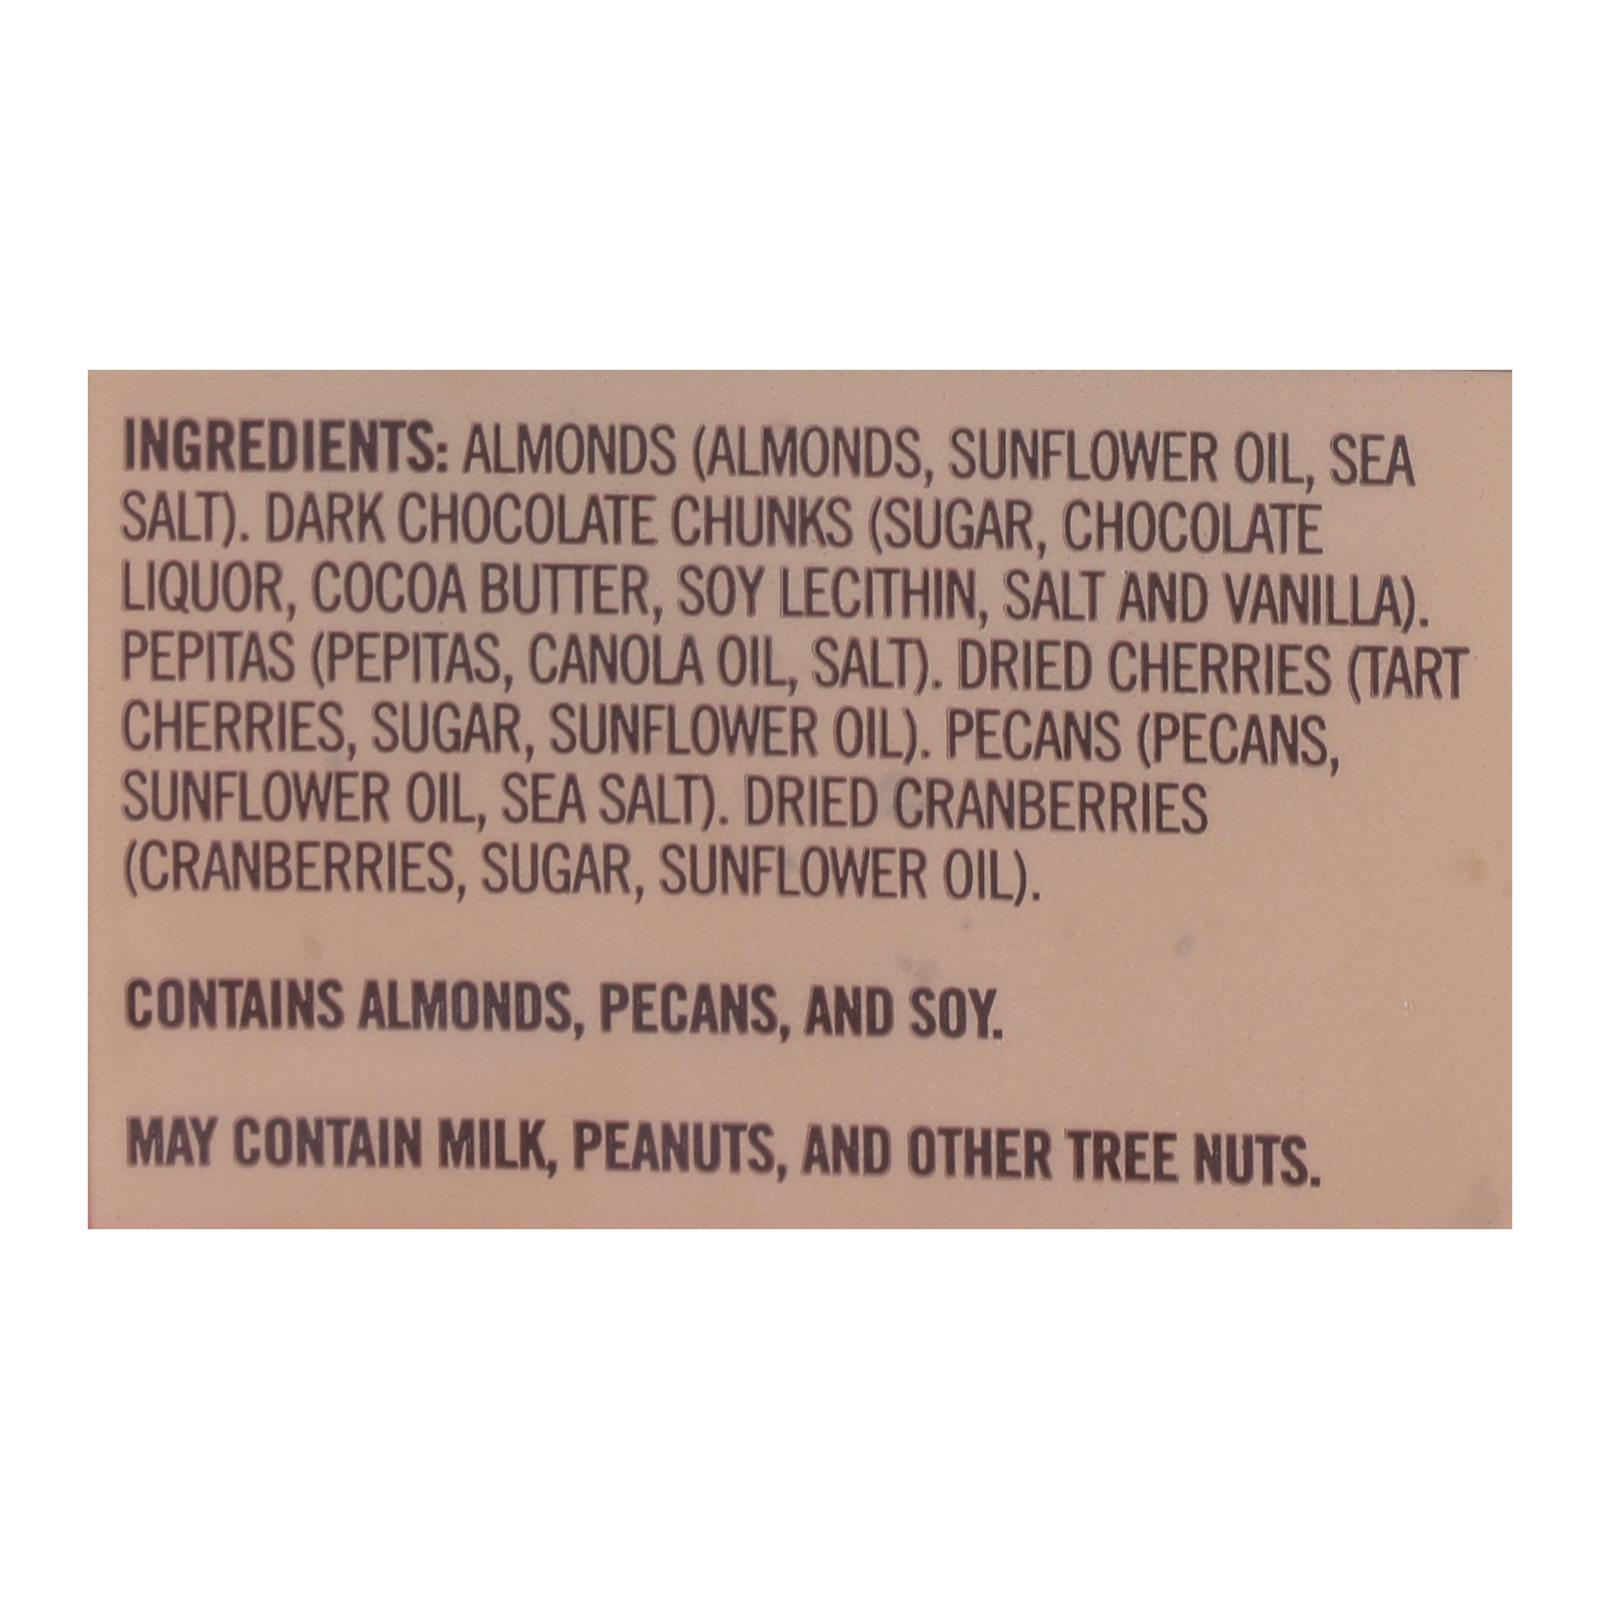 INGREDIENTS: ALMONDS (ALMONDS, SUNFLOWER OIL, SEA
SALT). DARK CHOCOLATE CHUNKS (SUGAR, CHOCOLATE
LIQUOR, COCOA BUTTER, SOY LECITHIN, SALT AND VANILLA).
PEPITAS (PEPITAS, CANOLA OIL, SALT). DRIED CHERRIES (TART
CHERRIES, SUGAR, SUNFLOWER OIL). PECANS (PECANS,
SUNFLOWER OIL, SEA SALT). DRIED CRANBERRIES
(CRANBERRIES, SUGAR, SUNFLOWER OIL).
CONTAINS ALMONDS, PECANS, AND SOY.
MAY CONTAIN MILK, PEANUTS, AND OTHER TREE NUTS.